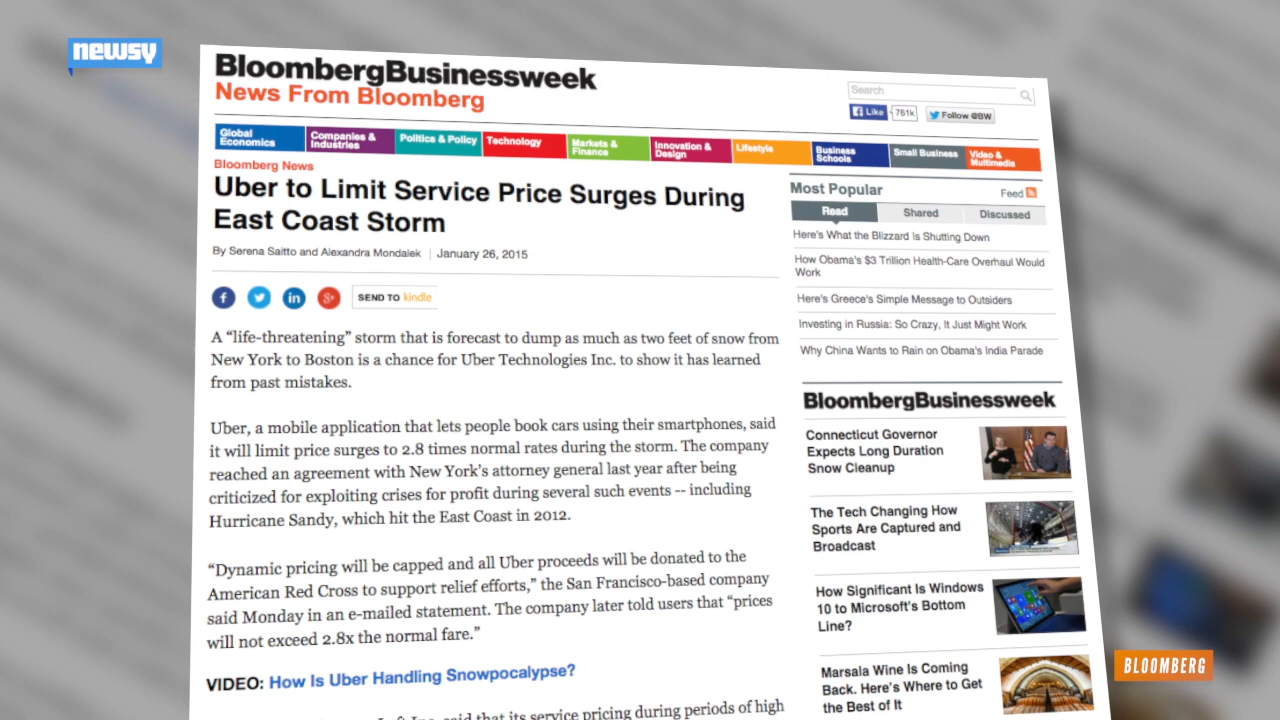 newsy
BloombergBusinessweek
News From Bloomberg
Search
Like
761k
Follow @BW
Global
Economics
Companies &
Industries
Politics & Policy
Technology
Markets &
Finance
Innovation &
Design
Lifestyle
Business
Schools
Small Business
Video &
Multimedia
Bloomberg News
Uber to Limit Service Price Surges During
East Coast Storm
By Serena Saitto and Alexandra Mondalek | January 26, 2015
SEND TO kindle
A “life-threatening” storm that is forecast to dump as much as two feet of snow from
New York to Boston is a chance for Uber Technologies Inc. to show it has learned
from past mistakes.
Uber, a mobile application that lets people book cars using their smartphones, said
it will limit price surges to 2.8 times normal rates during the storm. The company
reached an agreement with New York’s attorney general last year after being
criticized for exploiting crises for profit during several such events -- including
Hurricane Sandy, which hit the East Coast in 2012.
“Dynamic pricing will be capped and all Uber proceeds will be donated to the
American Red Cross to support relief efforts,” the San Francisco-based company
said Monday in an e-mailed statement. The company later told users that “prices
will not exceed 2.8x the normal fare.”
VIDEO: How Is Uber Handling Snowpocalypse?
said that its service pricing during periods of high
Most Popular
Feed
Read
Shared
Discussed
Here's What the Blizzard Is Shutting Down
How Obama's $3 Trillion Health-Care Overhaul Would
Work
Here's Greece's Simple Message to Outsiders
Investing in Russia: So Crazy, It Just Might Work
Why China Wants to Rain on Obama's India Parade
BloombergBusinessweek
Connecticut Governor
Expects Long Duration
Snow Cleanup
The Tech Changing How
Sports Are Captured and
Broadcast
How Significant Is Windows
10 to Microsoft's Bottom
Line?
Marsala Wine Is Coming
Back. Here's Where to Get
the Best of It
BLOOMBERG